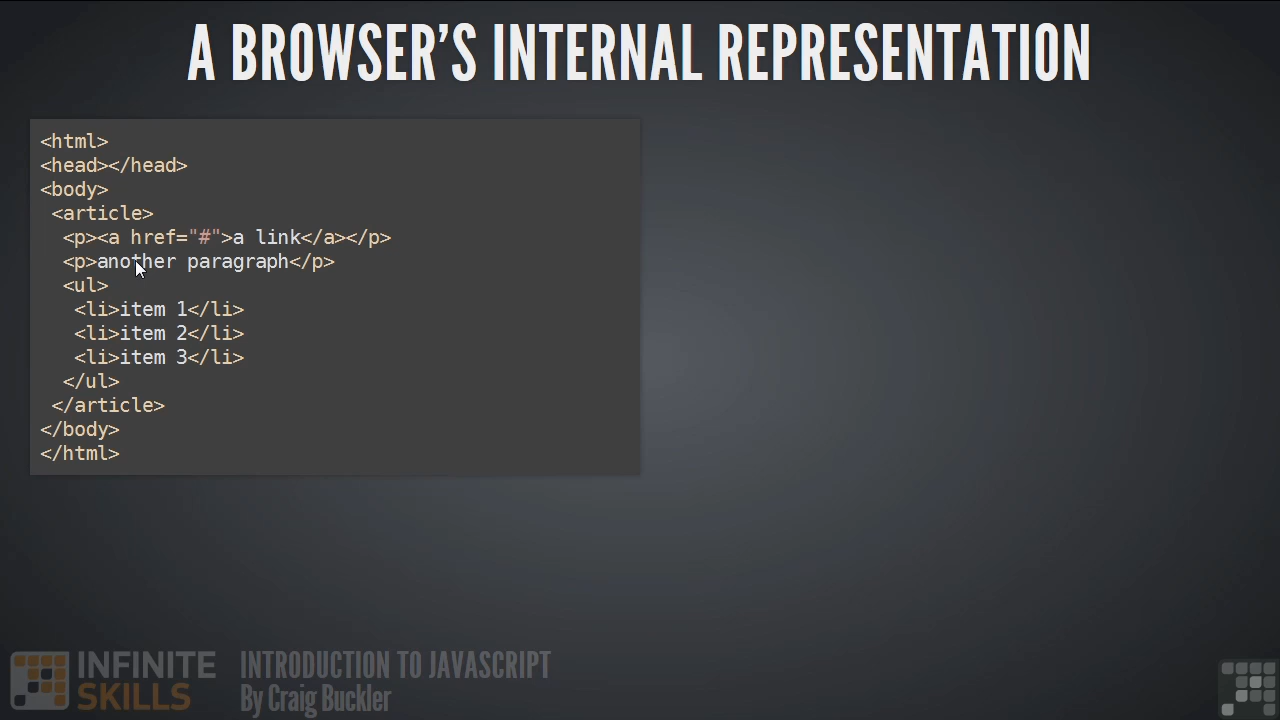 A BROWSER'S INTERNAL REPRESENTATION
<html>
<head></head>
<body>
 <article>
  <p><a href="#">a link</a></p>
  <p>another paragraph</p>
  <ul>
   <li>item 1</li>
   <li>item 2</li>
   <li>item 3</li>
  </ul>
 </article>
</body>
</html>
INFINITE
SKILLS
INTRODUCTION TO JAVASCRIPT
By Craig Buckler